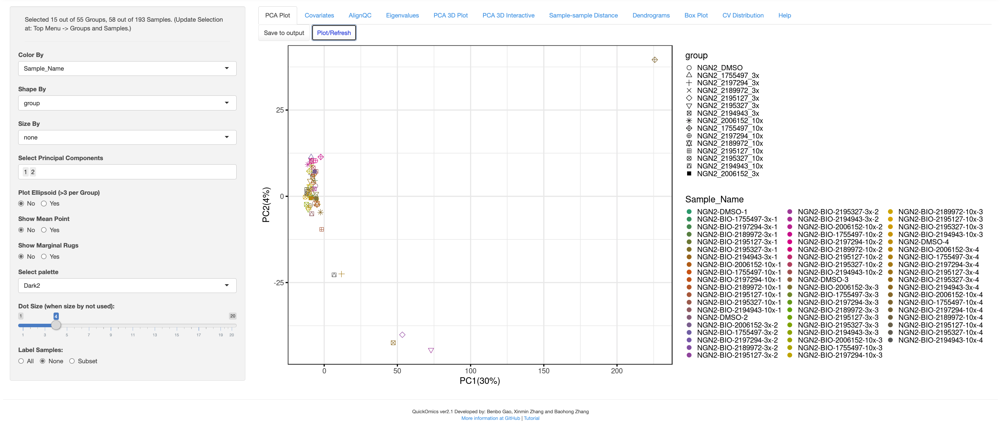 Selected 15 out of 55 Groups, 58 out of 193 Samples. (Update Selection
at: Top Menu -> Groups and Samples.)
Color By
Sample_Name
Shape By
group
Size By
none
Select Principal Components
1 2
Plot Ellipsoid (>3 per Group)
No Yes
Show Mean Point
No Yes
Show Marginal Rugs
No Yes
Select palette
Dark2
Dot Size (when size by not used):
1 4 20
1 3 5 7 9 11 13 15 17 19 20
Label Samples:
All None Subset
PCA Plot Covariates AlignQC Eigenvalues PCA 3D Plot PCA 3D Interactive Sample-sample Distance Dendrograms Box Plot CV Distribution Help
Save to output Plot/Refresh
25
0
-25
PC2(4%)
0 50 100 150 200
PC1(30%)
group
NGN2_DMSO
NGN2_1755497_3x
NGN2_2197294_3x
NGN2_2189972_3x
NGN2_2195127_3x
NGN2_2195327_3x
NGN2_2194943_3x
NGN2_2006152_10x
NGN2_1755497_10x
NGN2_2197294_10x
NGN2_2189972_10x
NGN2_2195127_10x
NGN2_2195327_10x
NGN2_2194943_10x
NGN2_2006152_3x
Sample_Name
NGN2-DMSO-1
NGN2-BIO-1755497-3x-1
NGN2-BIO-2197294-3x-1
NGN2-BIO-2189972-3x-1
NGN2-BIO-2195127-3x-1
NGN2-BIO-2195327-3x-1
NGN2-BIO-2194943-3x-1
NGN2-BIO-2006152-10x-1
NGN2-BIO-1755497-10x-1
NGN2-BIO-2197294-10x-1
NGN2-BIO-2189972-10x-1
NGN2-BIO-2195127-10x-1
NGN2-BIO-2195327-10x-1
NGN2-BIO-2194943-10x-1
NGN2-DMSO-2
NGN2-BIO-2006152-3x-2
NGN2-BIO-1755497-3x-2
NGN2-BIO-2197294-3x-2
NGN2-BIO-2189972-3x-2
NGN2-BIO-2195127-3x-2
NGN2-BIO-2195327-3x-2
NGN2-BIO-2194943-3x-2
NGN2-BIO-2006152-10x-2
NGN2-BIO-1755497-10x-2
NGN2-BIO-2197294-10x-2
NGN2-BIO-2189972-10x-2
NGN2-BIO-2195127-10x-2
NGN2-BIO-2195327-10x-2
NGN2-BIO-2194943-10x-2
NGN2-DMSO-3
NGN2-BIO-2006152-3x-3
NGN2-BIO-1755497-3x-3
NGN2-BIO-2197294-3x-3
NGN2-BIO-2189972-3x-3
NGN2-BIO-2195127-3x-3
NGN2-BIO-2195327-3x-3
NGN2-BIO-2194943-3x-3
NGN2-BIO-2006152-10x-3
NGN2-BIO-1755497-10x-3
NGN2-BIO-2197294-10x-3
NGN2-BIO-2189972-10x-3
NGN2-BIO-2195127-10x-3
NGN2-BIO-2195327-10x-3
NGN2-BIO-2194943-10x-3
NGN2-DMSO-4
NGN2-BIO-2006152-3x-4
NGN2-BIO-1755497-3x-4
NGN2-BIO-2197294-3x-4
NGN2-BIO-2195127-3x-4
NGN2-BIO-2195327-3x-4
NGN2-BIO-2194943-3x-4
NGN2-BIO-2006152-10x-4
NGN2-BIO-1755497-10x-4
NGN2-BIO-2197294-10x-4
NGN2-BIO-2189972-10x-4
NGN2-BIO-2195127-10x-4
NGN2-BIO-2195327-10x-4
NGN2-BIO-2194943-10x-4
QuickOmics ver2.1 Developed by: Benbo Gao, Xinmin Zhang and Baohong Zhang
More information at GitHub | Tutorial